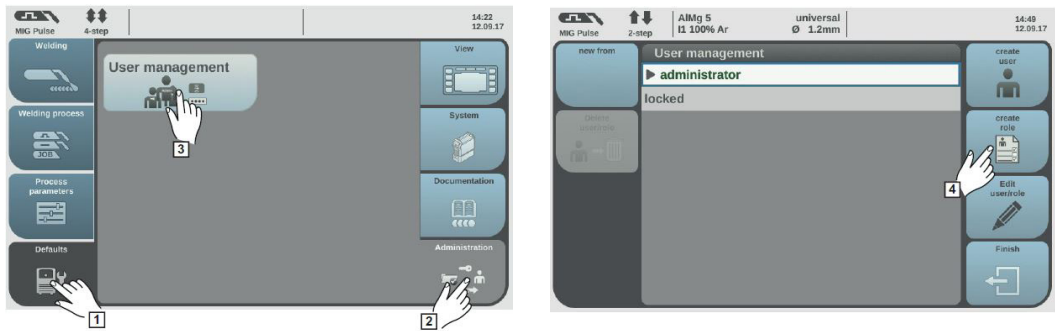 MIG Pulse
4-step
14:22
12.09.17
Welding
Welding process
JOB
Process
parameters
Defaults
User management
View
System
Documentation
Administration
1
2
3
MIG Pulse
2-step
AlMg 5
I1 100% Ar
universal
Ø 1.2mm
14:49
12.09.17
new from
Delete
user/role
User management
administrator
locked
create
user
create
role
Edit
user/role
Finish
4